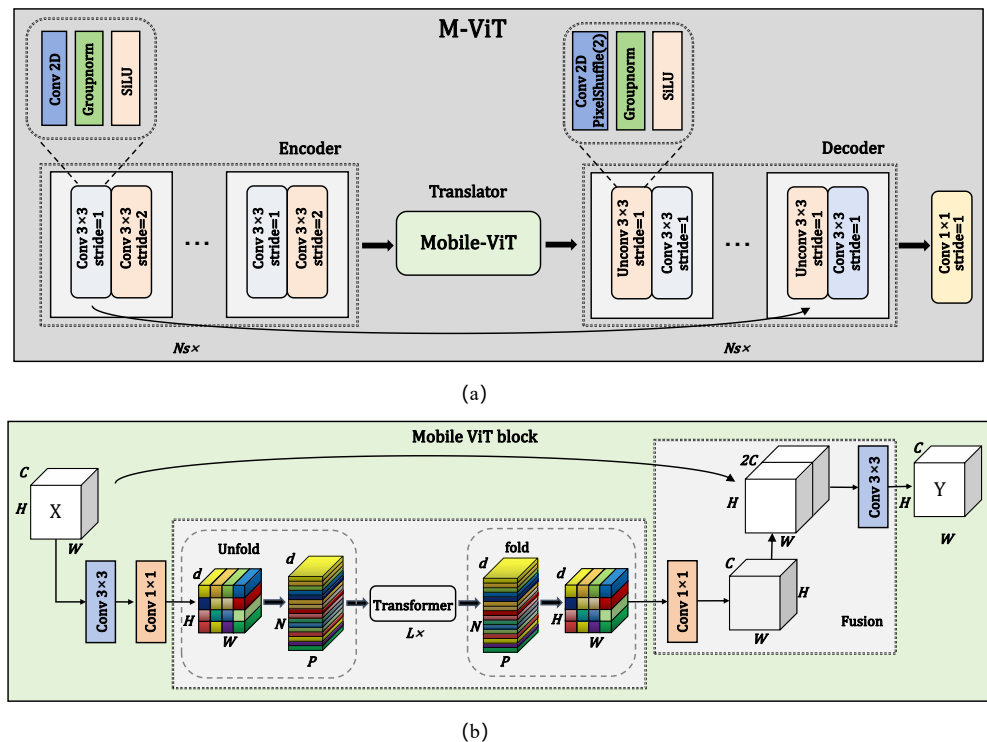 M-ViT
Conv 2D
Groupnorm
SiLU
Conv 2D
PixelShuffle(2)
Groupnorm
SiLU
Encoder
Decoder
Conv 3×3
stride=1
Conv 3×3
stride=2
...
Conv 3×3
stride=1
Conv 3×3
stride=2
Translator
Mobile-ViT
Unconv 3×3
stride=1
Conv 3×3
stride=1
...
Unconv 3×3
stride=1
Conv 3×3
stride=1
Conv 1×1
stride=1
Ns×
Ns×
(a)
Mobile ViT block
C
H
X
W
Conv 3×3
Conv 1×1
Unfold
d
H
W
d
N
P
Transformer
L×
fold
d
N
P
d
H
W
Conv 1×1
C
H
W
2C
H
W
Fusion
Conv 3×3
C
H
Y
W
(b)